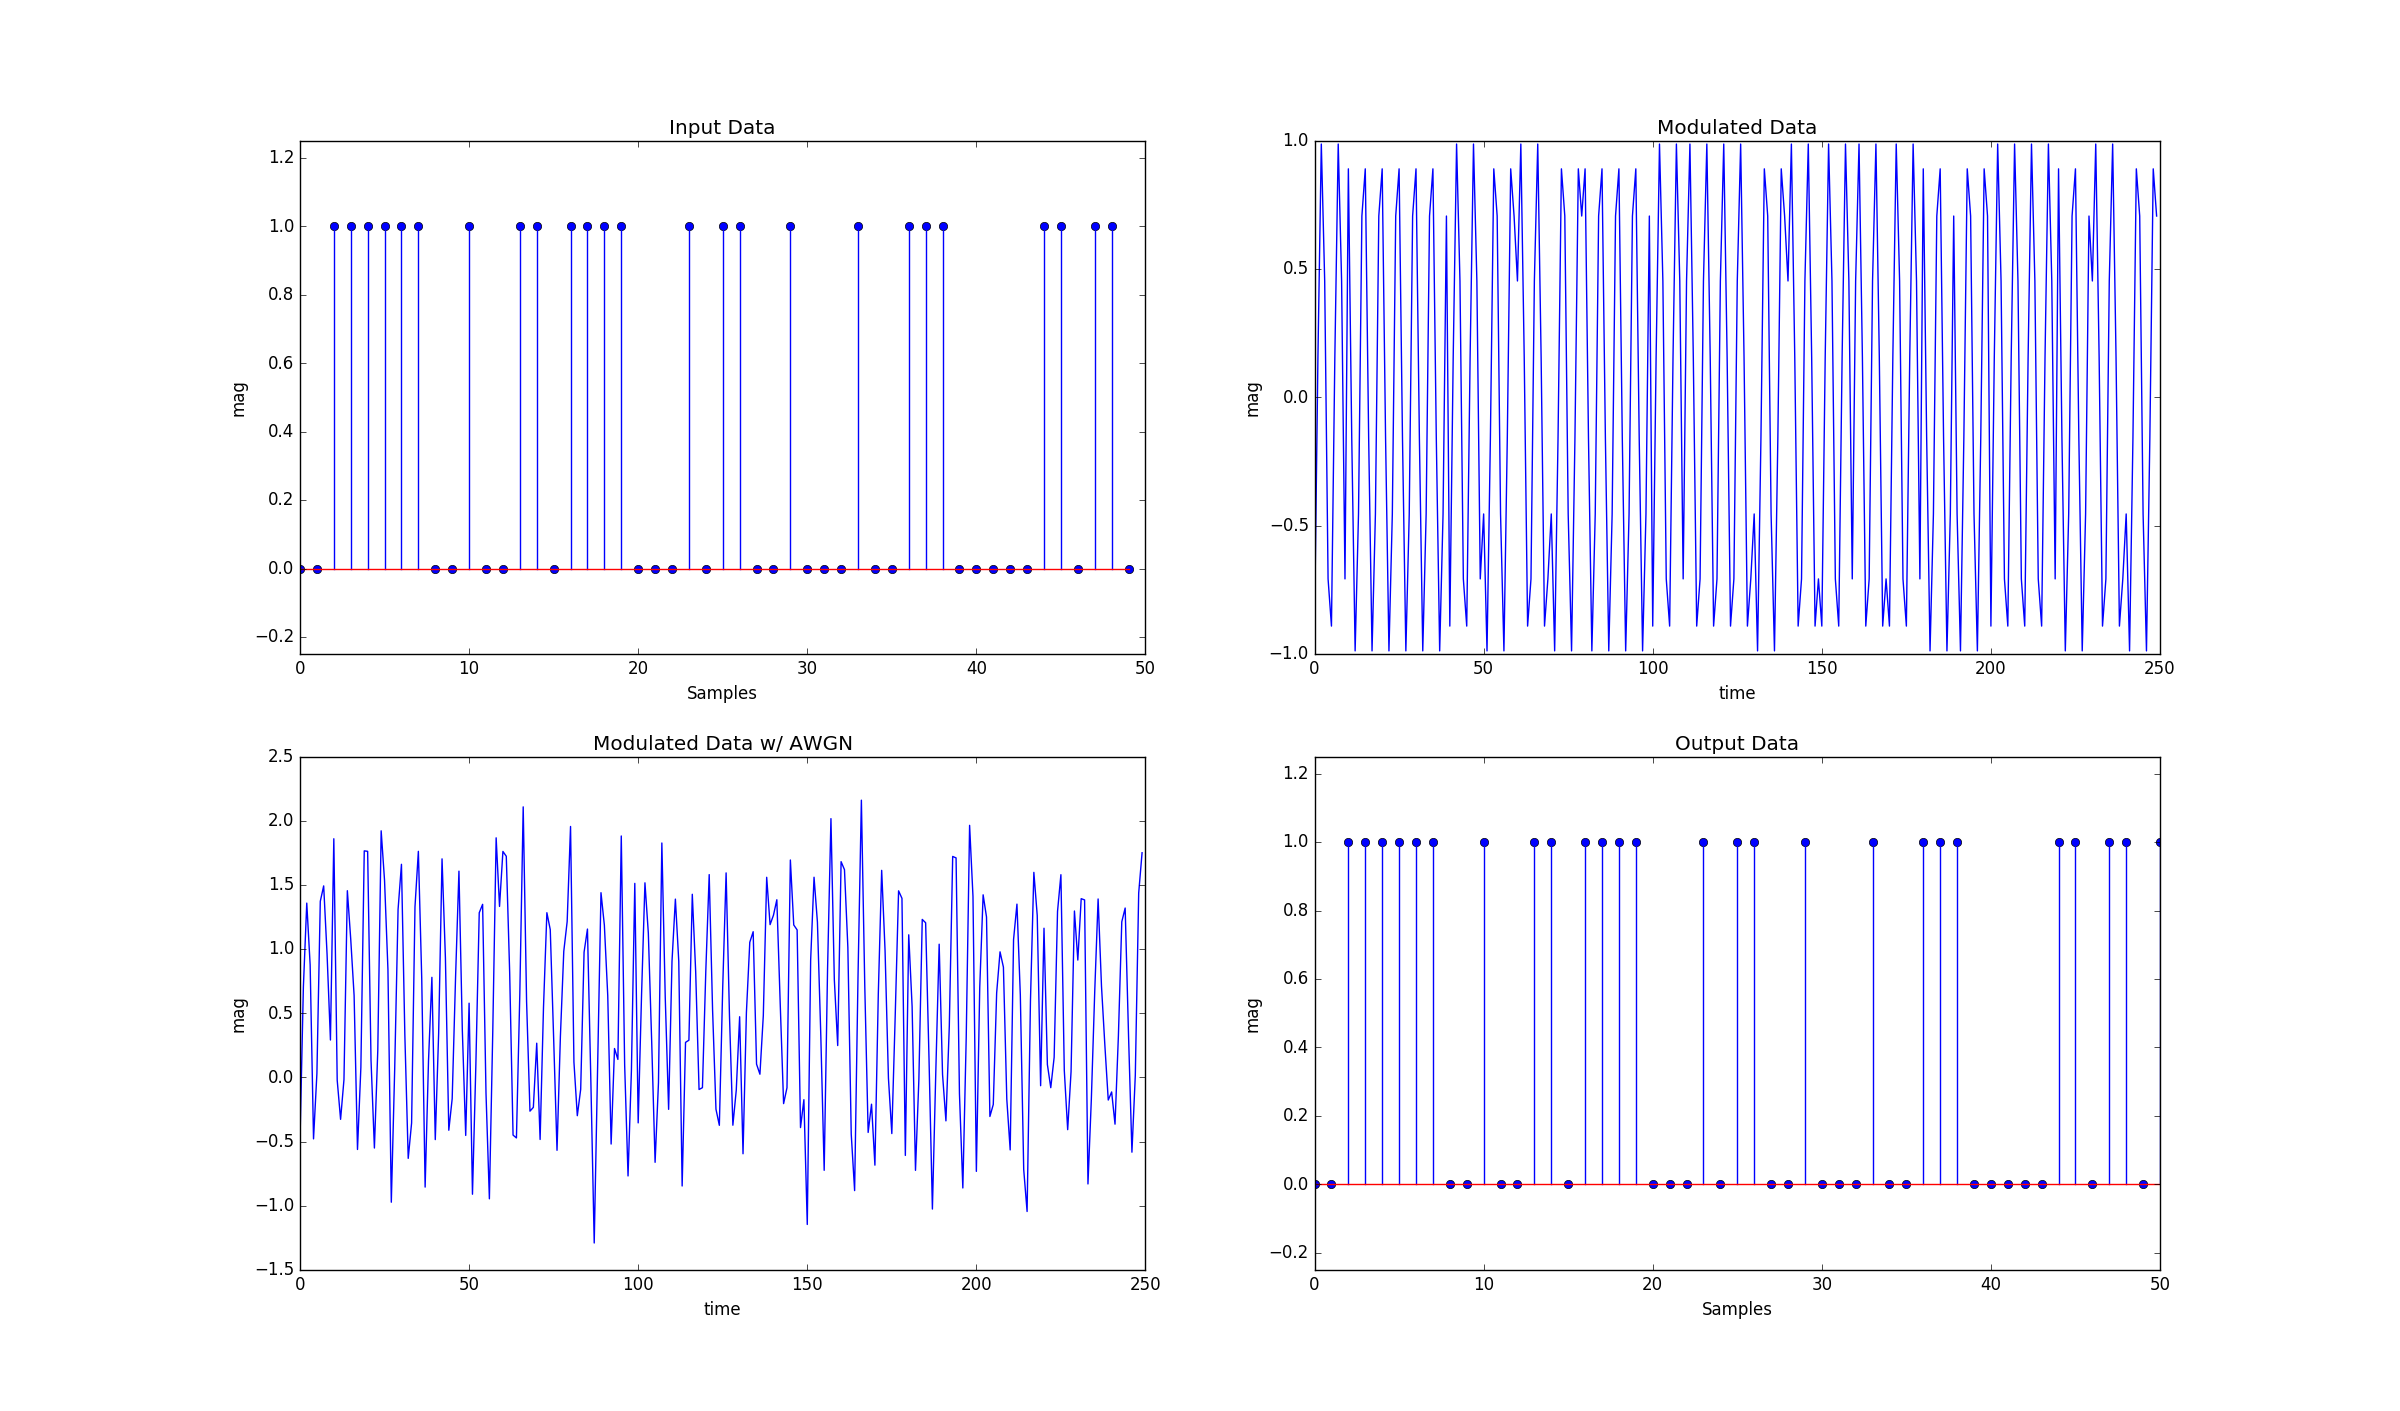 Input Data
1.2
1.0
0.8
0.6
0.4
0.2
0.0
−0.2
mag
0 10 20 30 40 50
Samples
Modulated Data
1.0
0.5
0.0
−0.5
−1.0
mag
0 50 100 150 200 250
time
Modulated Data w/ AWGN
2.5
2.0
1.5
1.0
0.5
0.0
−0.5
−1.0
−1.5
mag
0 50 100 150 200 250
time
Output Data
1.2
1.0
0.8
0.6
0.4
0.2
0.0
−0.2
mag
0 10 20 30 40 50
Samples